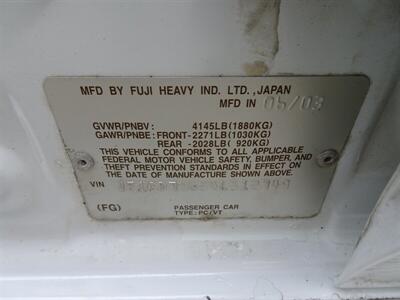 MFD BY FUJI HEAVY IND. LTD.,JAPAN
MFD IN 05/03
GVWR/PNBV : 4145LB(1880KG)
GAWR/PNBE: FRONT-2271LB(1030KG)
REAR -2028LB( 920KG)
THIS VEHICLE CONFORMS TO ALL APPLICABLE
FEDERAL MOTOR VEHICLE SAFETY, BUMPER, AND
THEFT PREVENTION STANDARDS IN EFFECT ON
THE DATE OF MANUFACTURE SHOWN ABOVE.
VIN
(FG) PASSENGER CAR
TYPE: PC/VT